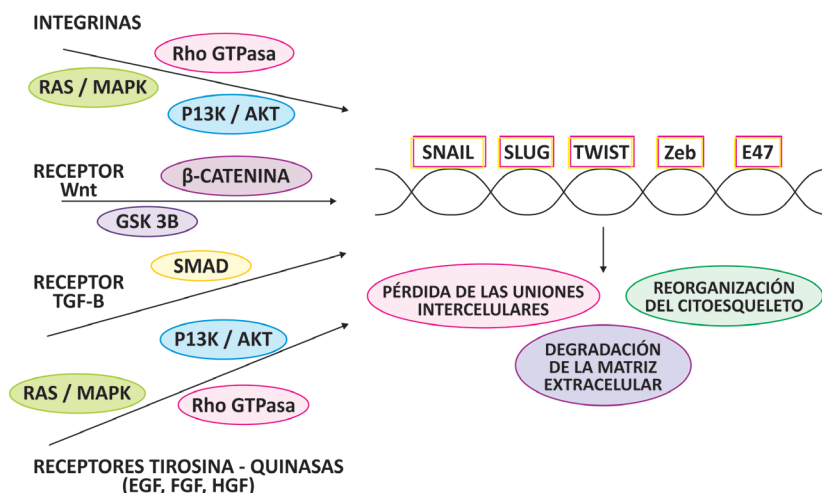 INTEGRINAS
Rho GTPasa
RAS / MAPK
P13K / AKT
RECEPTOR
Wnt
β-CATENINA
GSK 3B
RECEPTOR
TGF-B
SMAD
P13K / AKT
RAS / MAPK
Rho GTPasa
RECEPTORES TIROSINA - QUINASAS
(EGF, FGF, HGF)
SNAIL
SLUG
TWIST
Zeb
E47
PÉRDIDA DE LAS UNIONES
INTERCELULARES
REORGANIZACIÓN
DEL CITOESQUELETO
DEGRADACIÓN
DE LA MATRIZ
EXTRACELULAR